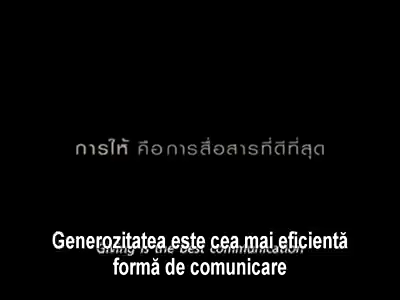 การให้ คือการสื่อสารที่ดีที่สุด
Giving is the best communication
Generozitatea este cea mai eficientă
formă de comunicare